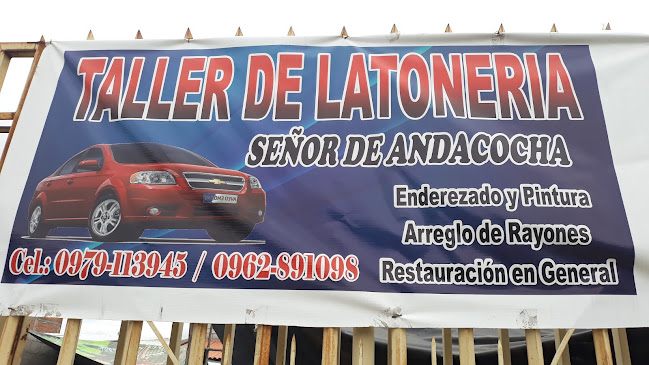 TALLER DE LATONERIA
SEÑOR DE ANDACOCHA
Enderezado y Pintura
Arreglo de Rayones
Restauración en General
Cel.: 0979-113945 / 0962-891098